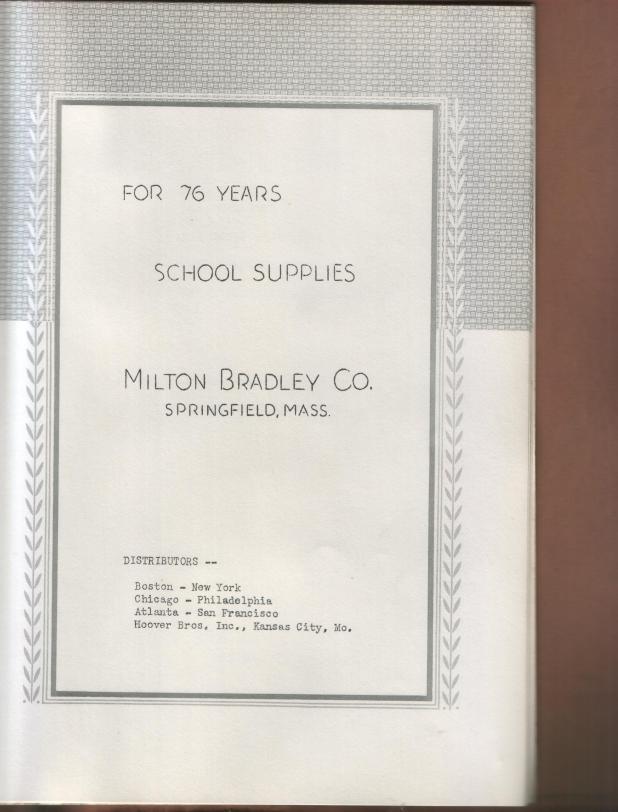 FOR 76 YEARS
SCHOOL SUPPLIES
MILTON BRADLEY CO.
SPRINGFIELD, MASS.
DISTRIBUTORS --
Boston - New York
Chicago - Philadelphia
Atlanta - San Francisco
Hoover Bros. Inc., Kansas City, Mo.